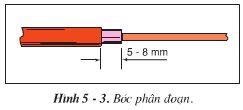 5 - 8 mm
Hình 5 - 3. Bóc phân đoạn.